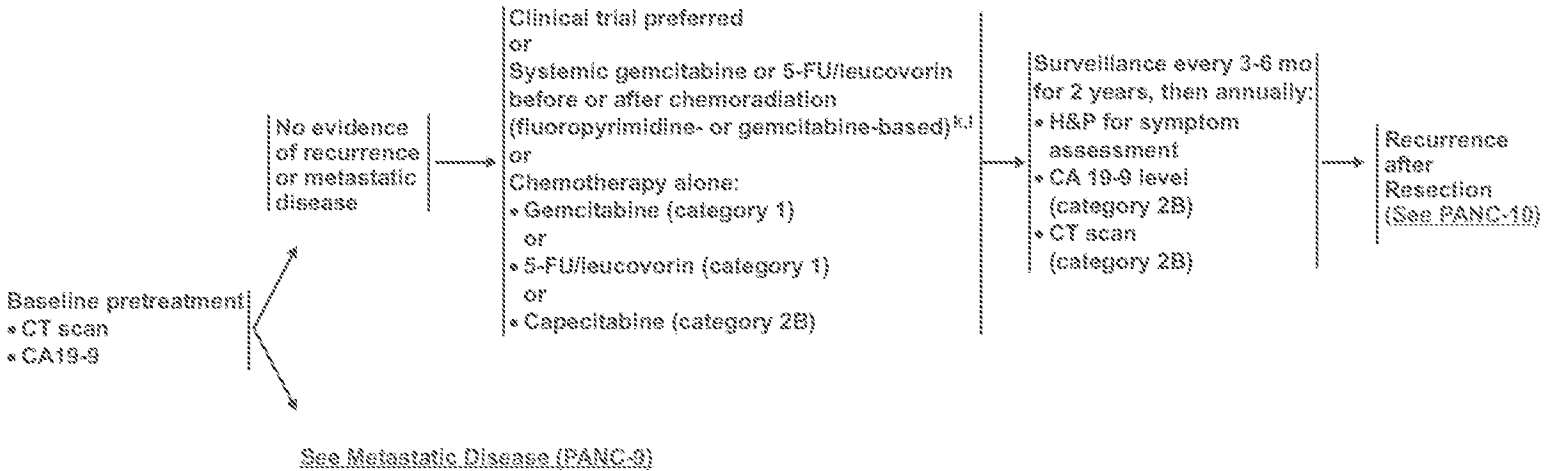 Baseline pretreatment
• CT scan
• CA19-9
No evidence
of recurrence
or metastatic
disease
See Metastatic Disease (PANC-9)
Clinical trial preferred
or
Systemic gemcitabine or 5-FU/leucovorin
before or after chemoradiation
(fluoropyrimidine- or gemcitabine-based)k,l
or
Chemotherapy alone:
• Gemcitabine (category 1)
or
• 5-FU/leucovorin (category 1)
or
• Capecitabine (category 2B)
Surveillance every 3-6 mo
for 2 years, then annually:
• H&P for symptom
assessment
• CA 19-9 level
(category 2B)
• CT scan
(category 2B)
Recurrence
after
Resection
(See PANC-10)